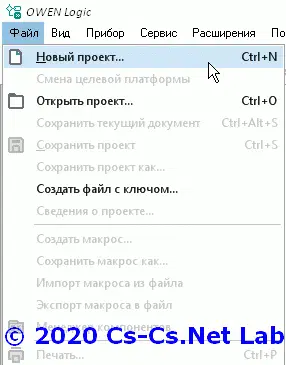 OWEN Logic
Файл Вид Прибор Сервис Расширения По
Новый проект... Ctrl+N
Смена целевой платформы
Открыть проект... Ctrl+O
Сохранить текущий документ Ctrl+Alt+S
Сохранить проект Ctrl+S
Сохранить проект как...
Создать файл с ключом...
Сведения о проекте...
Создать макрос...
Сохранить макрос как...
Импорт макроса из файла
Экспорт макроса в файл
Менеджер компонентов
© 2020 Cs-Cs.Net Lab
Печать... Ctrl+P